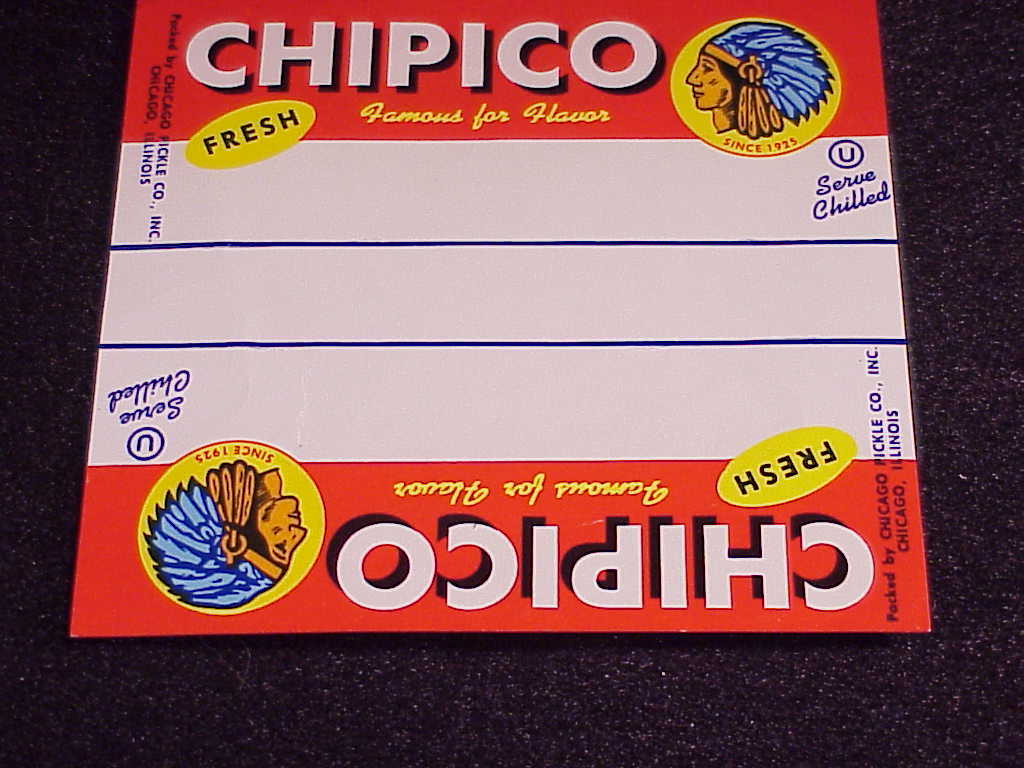 CHIPICO
Famous for Flavor
FRESH
SINCE 1925
U
Serve
Chilled
Packed by CHICAGO PICKLE CO., INC.
CHICAGO, ILLINOIS
Packed by CHICAGO PICKLE CO., INC.
CHICAGO, ILLINOIS
Serve
Chilled
U
SINCE 1925
FRESH
Famous for Flavor
CHIPICO